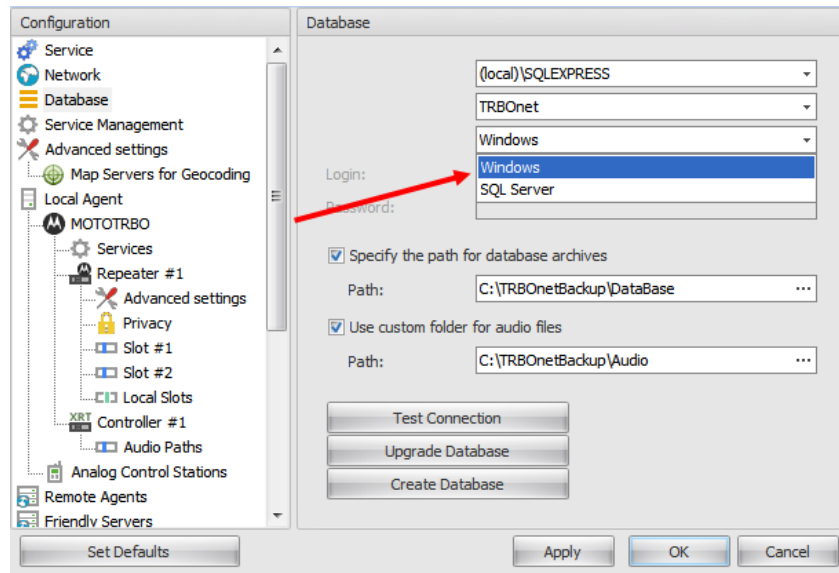 Configuration
Service
Network
Database
Service Management
Advanced settings
Map Servers for Geocoding
Local Agent
MOTOTRBO
Services
Repeater #1
Advanced settings
Privacy
Slot #1
Slot #2
Local Slots
XRT
Controller #1
Audio Paths
Analog Control Stations
Remote Agents
Friendly Servers
Set Defaults
Database
(local)\SQLEXPRESS
TRBOnet
Windows
Windows
SQL Server
Login:
Password:
Specify the path for database archives
Path: C:\TRBOnetBackup\DataBase ...
Use custom folder for audio files
Path: C:\TRBOnetBackup\Audio ...
Test Connection
Upgrade Database
Create Database
Apply OK Cancel